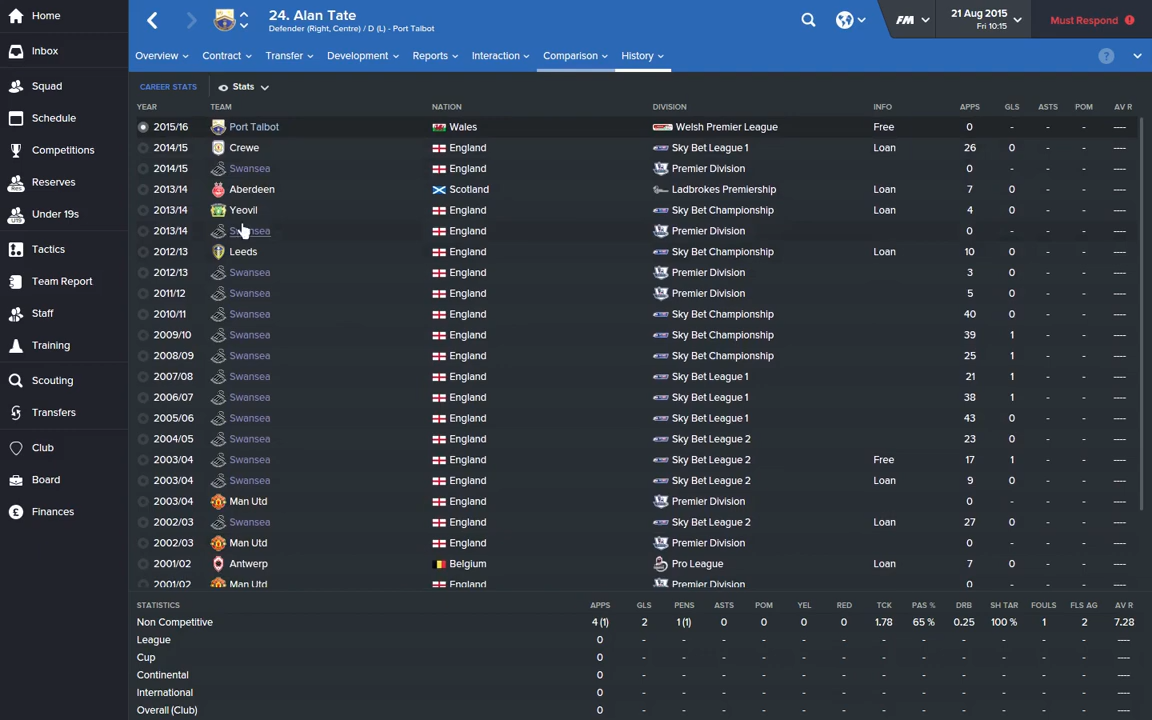 Home
Inbox
Squad
Schedule
Competitions
Reserves
Under 19s
Tactics
Team Report
Staff
Training
Scouting
Transfers
Club
Board
Finances
24. Alan Tate
Defender (Right, Centre) / D (L) - Port Talbot
FM
21 Aug 2015
Fri 10:15
Must Respond
Overview Contract Transfer Development Reports Interaction Comparison History
CAREER STATS Stats
YEAR TEAM NATION DIVISION INFO APPS GLS ASTS POM AV R
2015/16 Port Talbot Wales Welsh Premier League Free 0 - - - ----
2014/15 Crewe England Sky Bet League 1 Loan 26 0 - - ----
2014/15 Swansea England Premier Division 0 - - - ----
2013/14 Aberdeen Scotland Ladbrokes Premiership Loan 7 0 - - ----
2013/14 Yeovil England Sky Bet Championship Loan 4 0 - - ----
2013/14 Swansea England Premier Division 0 - - - ----
2012/13 Leeds England Sky Bet Championship Loan 10 0 - - ----
2012/13 Swansea England Premier Division 3 0 - - ----
2011/12 Swansea England Premier Division 5 0 - - ----
2010/11 Swansea England Sky Bet Championship 40 0 - - ----
2009/10 Swansea England Sky Bet Championship 39 1 - - ----
2008/09 Swansea England Sky Bet Championship 25 1 - - ----
2007/08 Swansea England Sky Bet League 1 21 1 - - ----
2006/07 Swansea England Sky Bet League 1 38 1 - - ----
2005/06 Swansea England Sky Bet League 1 43 0 - - ----
2004/05 Swansea England Sky Bet League 2 23 0 - - ----
2003/04 Swansea England Sky Bet League 2 Free 17 1 - - ----
2003/04 Swansea England Sky Bet League 2 Loan 9 0 - - ----
2003/04 Man Utd England Premier Division 0 - - - ----
2002/03 Swansea England Sky Bet League 2 Loan 27 0 - - ----
2002/03 Man Utd England Premier Division 0 - - - ----
2001/02 Antwerp Belgium Pro League Loan 7 0 - - ----
2001/02 Man Utd England Premier Division 0 - - - ----
STATISTICS APPS GLS PENS ASTS POM YEL RED TCK PAS % DRB SH TAR FOULS FLS AG AV R
Non Competitive 4 (1) 2 1 (1) 0 0 0 0 1.78 65 % 0.25 100 % 1 2 7.28
League 0 - - - - - - - - - - - - ----
Cup 0 - - - - - - - - - - - - ----
Continental 0 - - - - - - - - - - - - ----
International 0 - - - - - - - - - - - - ----
Overall (Club) 0 - - - - - - - - - - - - ----